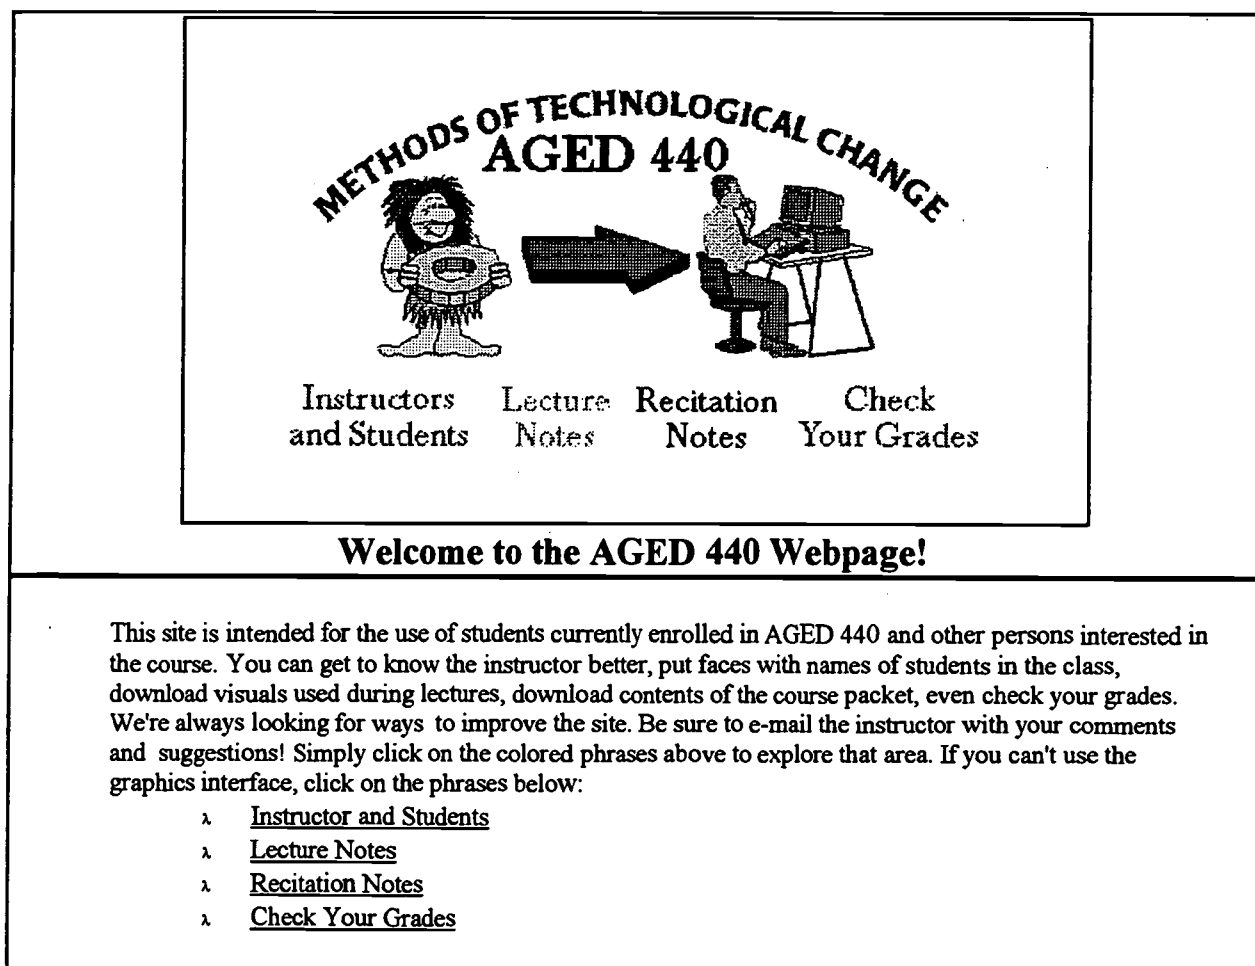 METHODS OF TECHNOLOGICAL CHANGE
AGED 440
Instructors and Students
Lecture Notes
Recitation Notes
Check Your Grades
Welcome to the AGED 440 Webpage!
This site is intended for the use of students currently enrolled in AGED 440 and other persons interested in
the course. You can get to know the instructor better, put faces with names of students in the class,
download visuals used during lectures, download contents of the course packet, even check your grades.
We're always looking for ways to improve the site. Be sure to e-mail the instructor with your comments
and suggestions! Simply click on the colored phrases above to explore that area. If you can't use the
graphics interface, click on the phrases below:
λ Instructor and Students
λ Lecture Notes
λ Recitation Notes
λ Check Your Grades